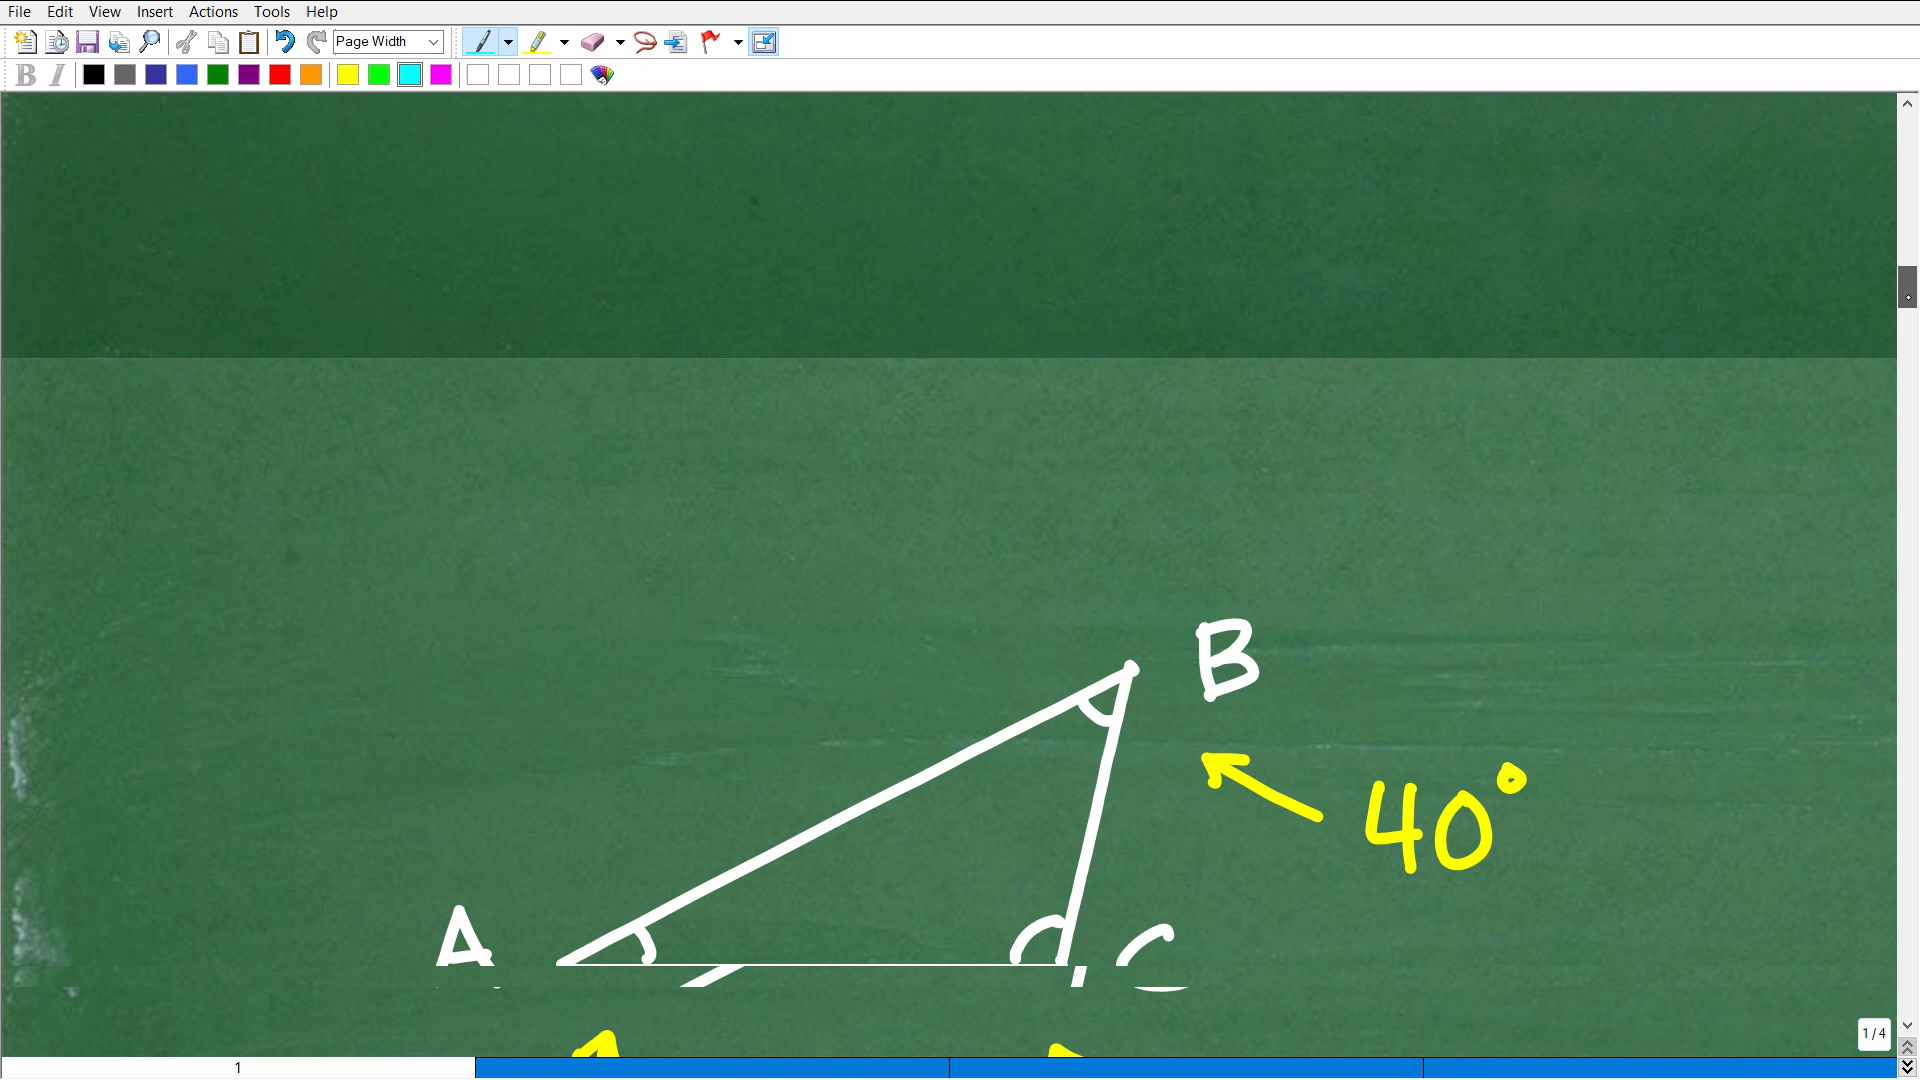 File Edit View Insert Actions Tools Help
Page Width
B I
B
40°
A C
1 / 4
1